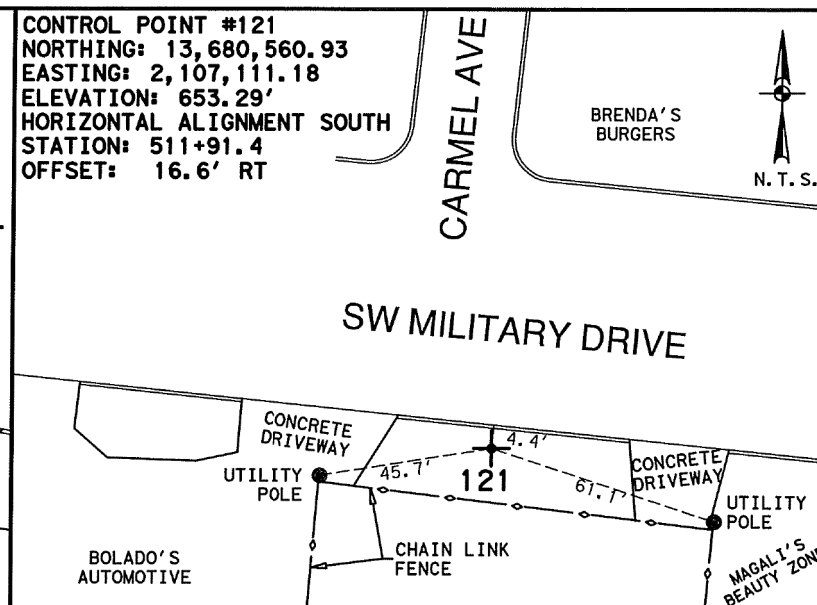 CONTROL POINT #121
NORTHING: 13,680,560.93
EASTING: 2,107,111.18
ELEVATION: 653.29'
HORIZONTAL ALIGNMENT SOUTH
STATION: 511+91.4
OFFSET: 16.6' RT
CARMEL AVE
BRENDA'S
BURGERS
N.T.S.
SW MILITARY DRIVE
CONCRETE
DRIVEWAY
4.4'
45.7'
121
61.1'
CONCRETE
DRIVEWAY
UTILITY
POLE
UTILITY
POLE
CHAIN LINK
FENCE
BOLADO'S
AUTOMOTIVE
MAGALI'S
BEAUTY ZONE